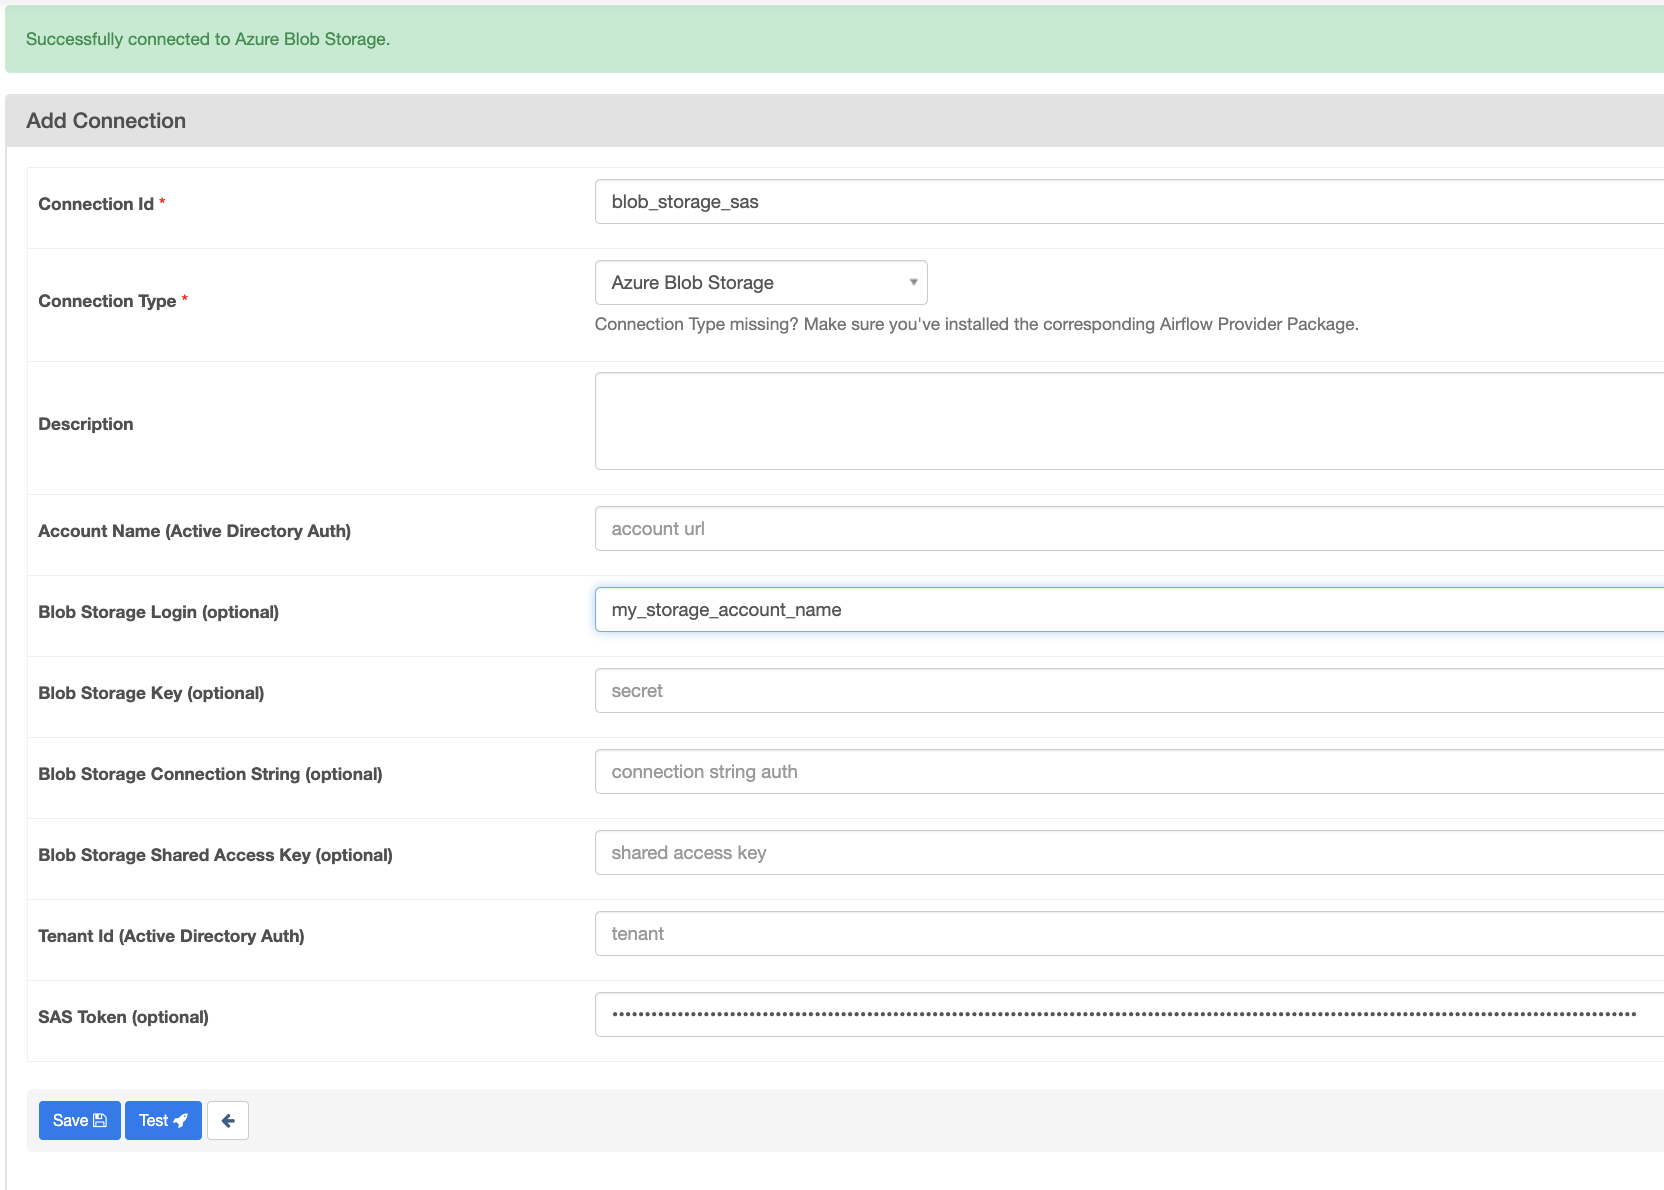 Successfully connected to Azure Blob Storage.
Add Connection
Connection Id *
blob_storage_sas
Connection Type *
Azure Blob Storage
Connection Type missing? Make sure you've installed the corresponding Airflow Provider Package.
Description
Account Name (Active Directory Auth)
account url
Blob Storage Login (optional)
my_storage_account_name
Blob Storage Key (optional)
secret
Blob Storage Connection String (optional)
connection string auth
Blob Storage Shared Access Key (optional)
shared access key
Tenant Id (Active Directory Auth)
tenant
SAS Token (optional)
Save
Test